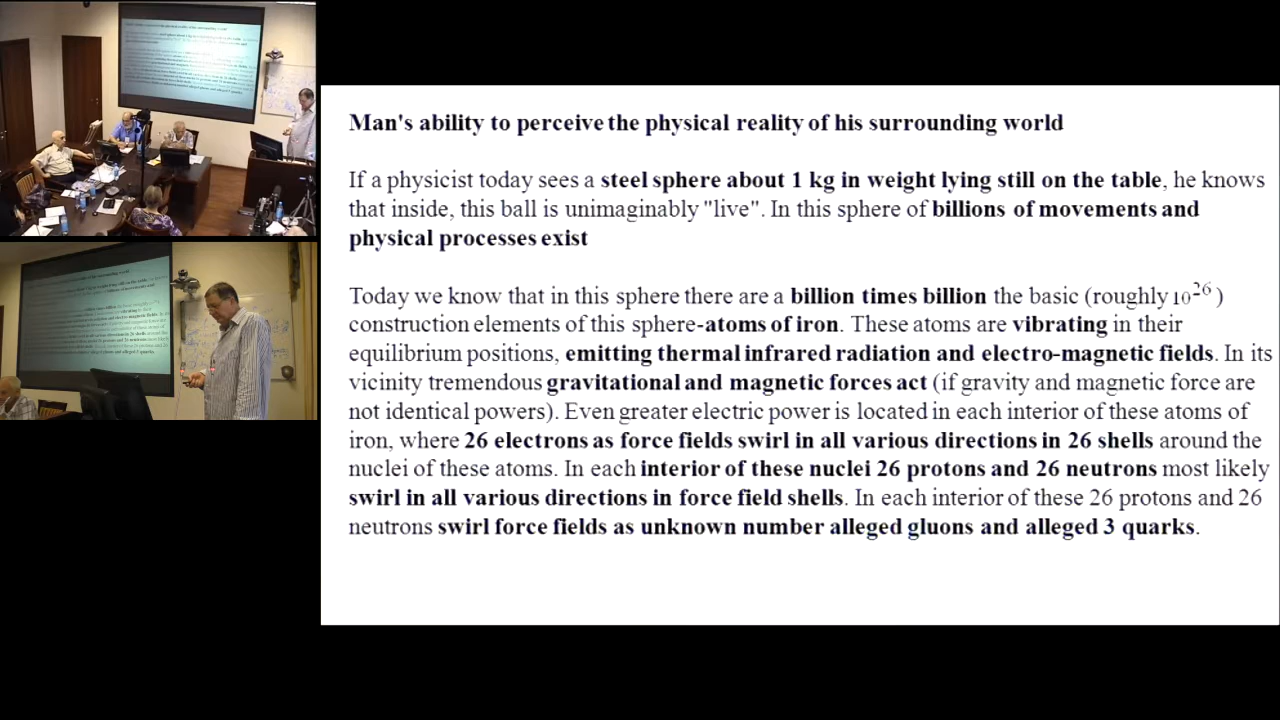 Man's ability to perceive the physical reality of his surrounding world
If a physicist today sees a steel sphere about 1 kg in weight lying still on the table, he knows
that inside, this ball is unimaginably "live". In this sphere of billions of movements and
physical processes exist
Today we know that in this sphere there are a billion times billion the basic (roughly 10^26 )
construction elements of this sphere-atoms of iron. These atoms are vibrating in their
equilibrium positions, emitting thermal infrared radiation and electro-magnetic fields. In its
vicinity tremendous gravitational and magnetic forces act (if gravity and magnetic force are
not identical powers). Even greater electric power is located in each interior of these atoms of
iron, where 26 electrons as force fields swirl in all various directions in 26 shells around the
nuclei of these atoms. In each interior of these nuclei 26 protons and 26 neutrons most likely
swirl in all various directions in force field shells. In each interior of these 26 protons and 26
neutrons swirl force fields as unknown number alleged gluons and alleged 3 quarks.